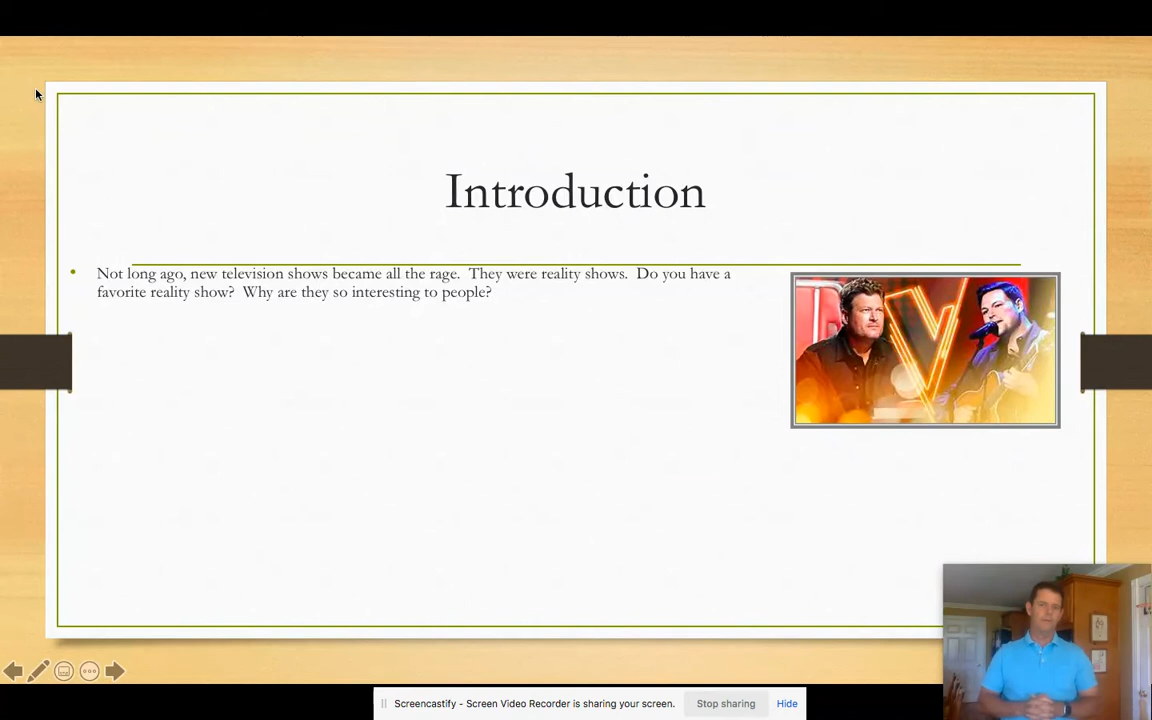 Introduction
• Not long ago, new television shows became all the rage.  They were reality shows.  Do you have a
favorite reality show?  Why are they so interesting to people?
Screencastify - Screen Video Recorder is sharing your screen.
Stop sharing
Hide